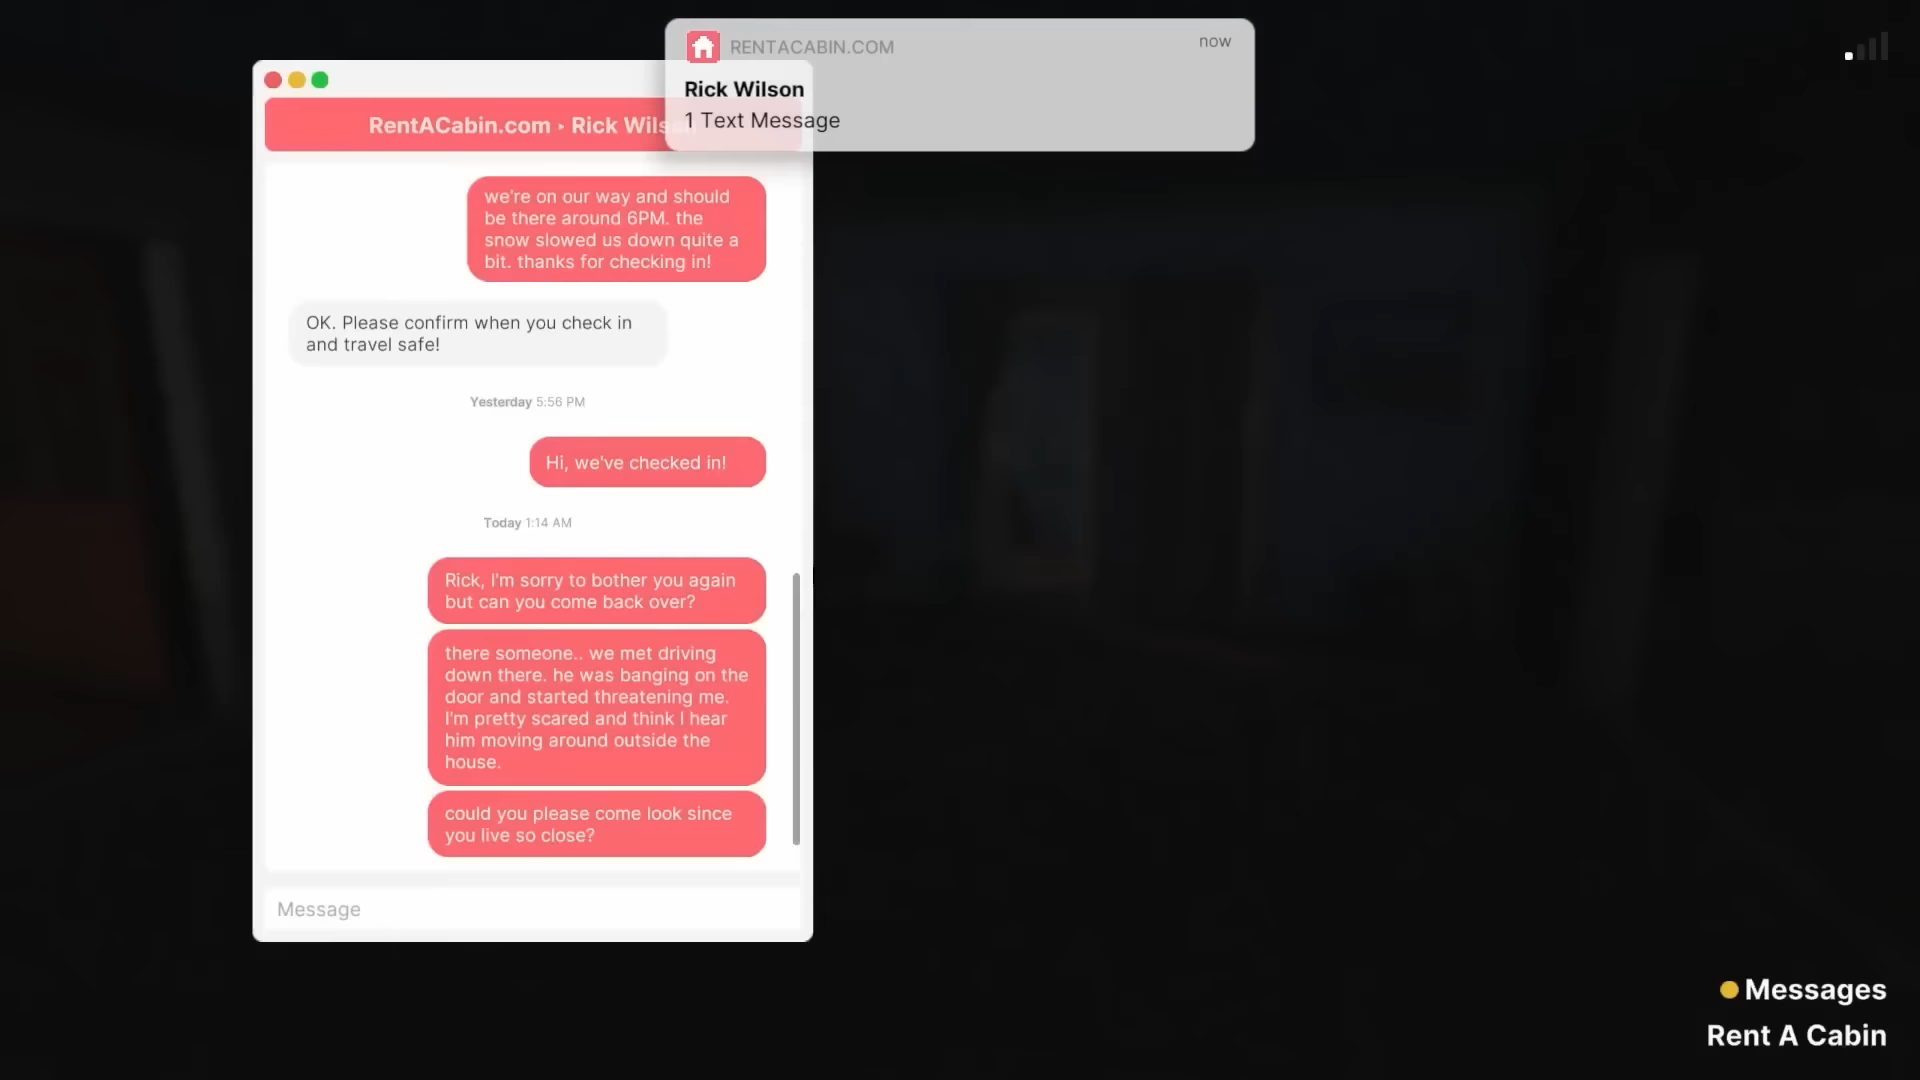 RENTACABIN.COM
now
Rick Wilson
1 Text Message
RentACabin.com • Rick Wilson
we're on our way and should
be there around 6PM. the
snow slowed us down quite a
bit. thanks for checking in!
OK. Please confirm when you check in
and travel safe!
Yesterday 5:56 PM
Hi, we've checked in!
Today 1:14 AM
Rick, I'm sorry to bother you again
but can you come back over?
there someone.. we met driving
down there. he was banging on the
door and started threatening me.
I'm pretty scared and think I hear
him moving around outside the
house.
could you please come look since
you live so close?
Message
Messages
Rent A Cabin